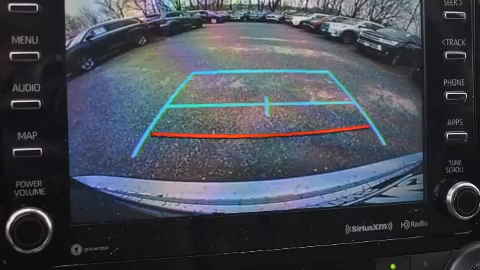 MENU
AUDIO
MAP
POWER
VOLUME
SEEK
TRACK
PHONE
APPS
TUNE
SCROLL
SiriusXM
HD Radio